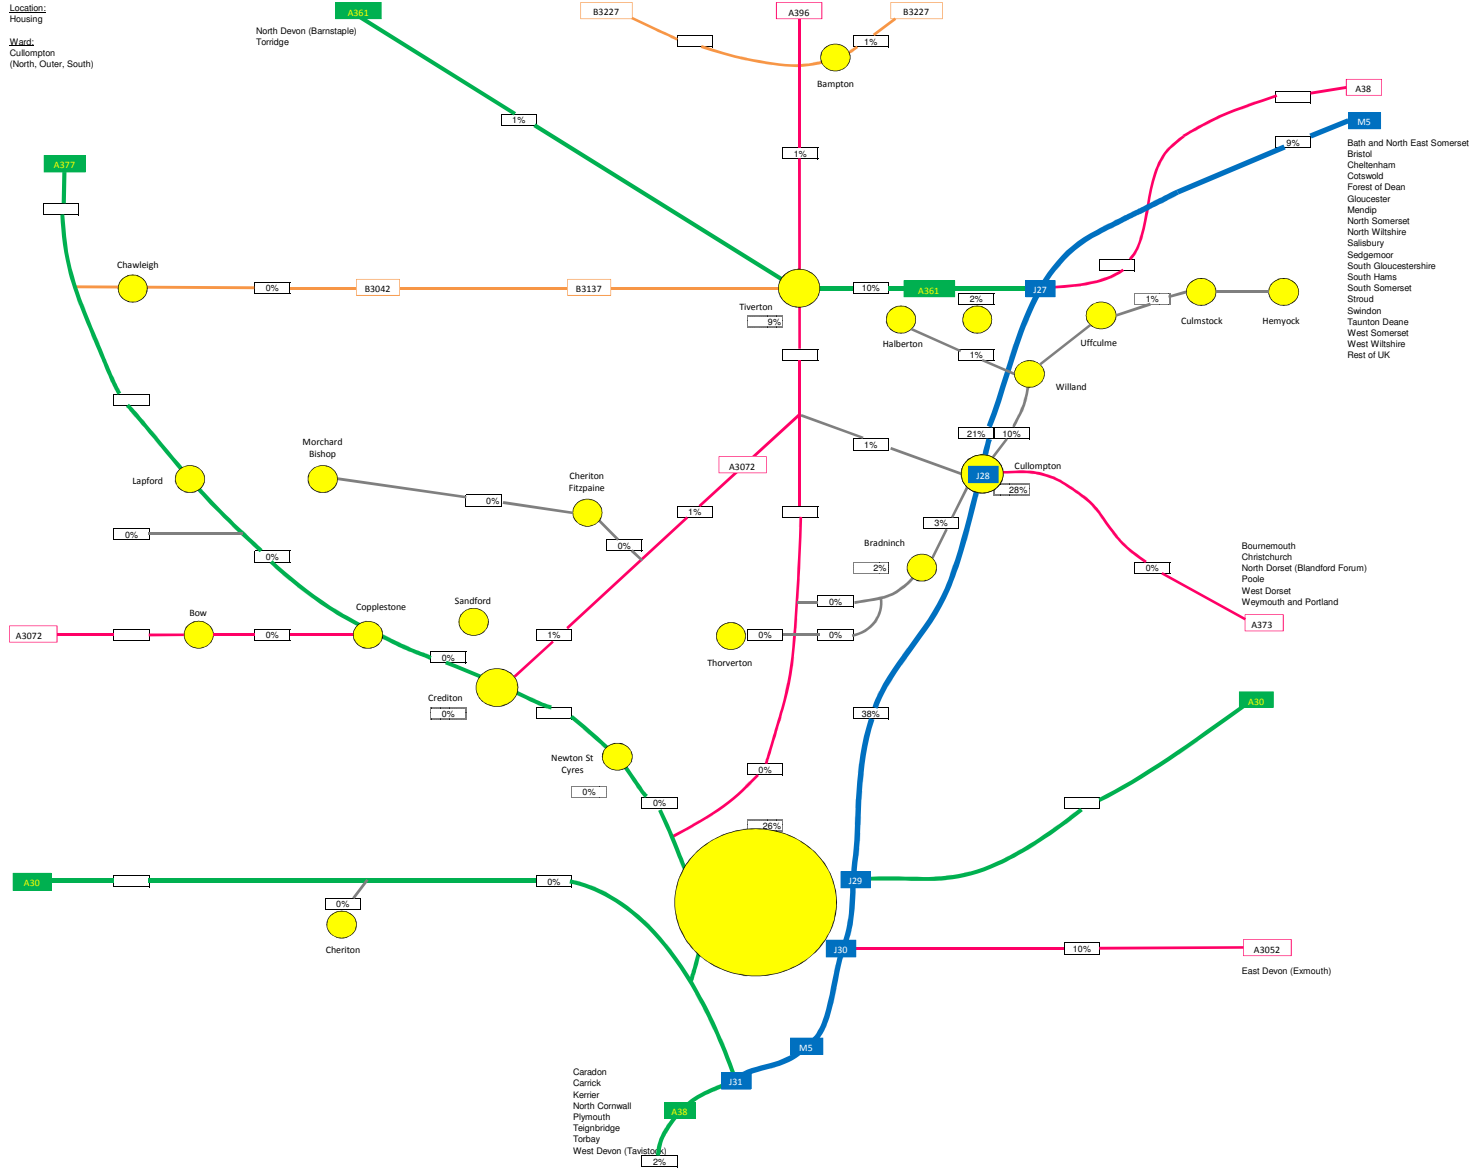 Location:
Housing
Ward:
Cullompton
(North, Outer, South)
A361
North Devon (Barnstaple)
Torridge
B3227
A396
B3227
1%
Bampton
A38
M5
9%
Bath and North East Somerset
Bristol
Cheltenham
Cotswold
Forest of Dean
Gloucester
Mendip
North Somerset
North Wiltshire
Salisbury
Sedgemoor
South Gloucestershire
South Hams
South Somerset
Stroud
Swindon
Taunton Deane
West Somerset
West Wiltshire
Rest of UK
1%
1%
A377
Chawleigh
0%
B3042
B3137
Tiverton
9%
10%
A361
2%
J27
Halberton
1%
Uffculme
1%
Culmstock
Hemyock
Willand
21%
10%
1%
Cullompton
J28
28%
Morchard
Bishop
Lapford
0%
Cheriton
Fitzpaine
A3072
1%
0%
0%
0%
3%
Bradninch
2%
0%
Bournemouth
Christchurch
North Dorset (Blandford Forum)
Poole
West Dorset
Weymouth and Portland
A373
A3072
Bow
0%
Copplestone
Sandford
1%
0%
Thorverton
0%
0%
0%
Crediton
0%
38%
A30
Newton St
Cyres
0%
0%
0%
26%
A30
0%
0%
Cheriton
J29
J30
10%
A3052
East Devon (Exmouth)
M5
J31
A38
Caradon
Carrick
Kerrier
North Cornwall
Plymouth
Teignbridge
Torbay
West Devon (Tavistock)
2%